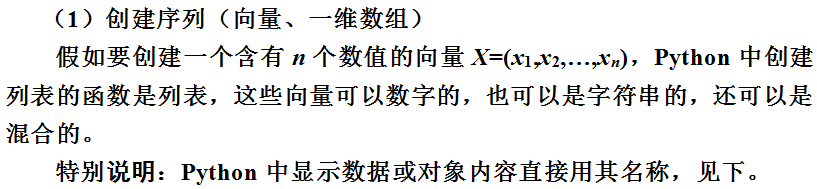 （1）创建序列（向量、一维数组）
假如要创建一个含有 n 个数值的向量 X=(x1,x2,…,xn)，Python 中创建
列表的函数是列表，这些向量可以数字的，也可以是字符串的，还可以是
混合的。
特别说明：Python 中显示数据或对象内容直接用其名称，见下。